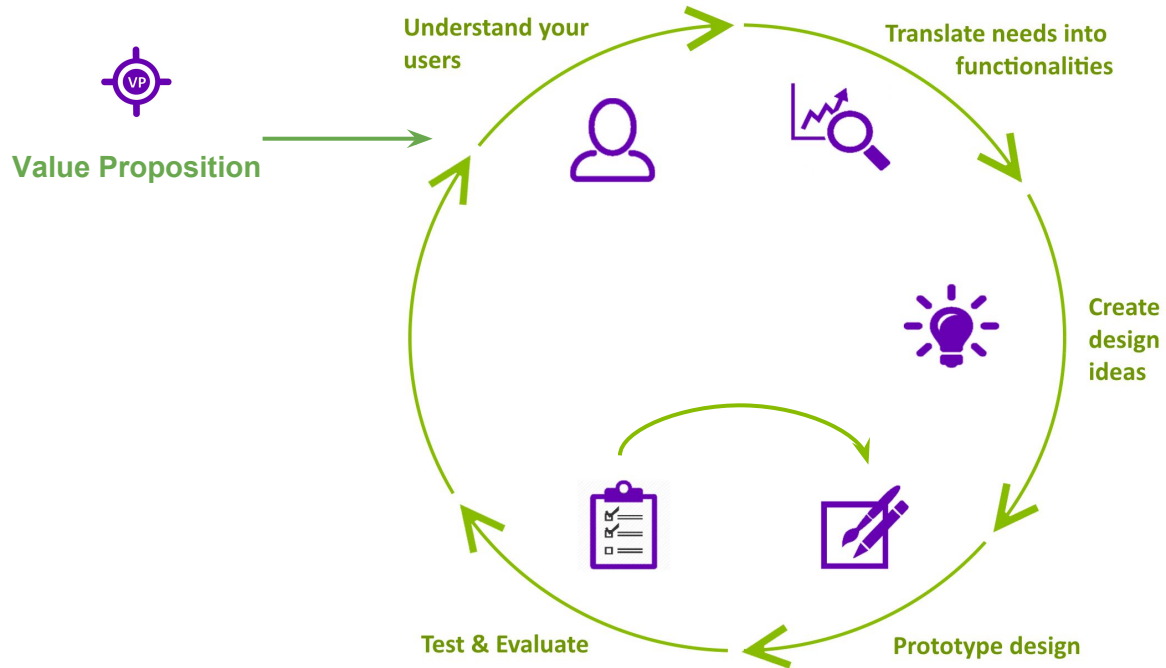 Understand your
users
Translate needs into
functionalities
VP
Value Proposition
Create
design
ideas
Test & Evaluate
Prototype design